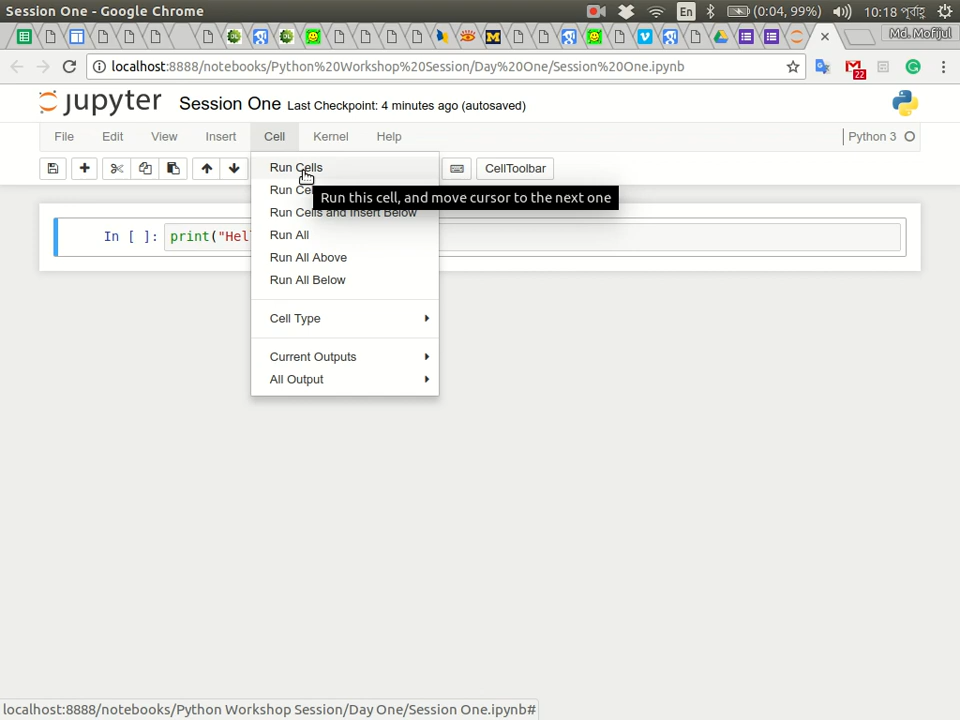 Session One - Google Chrome
En
(0:04, 99%)
10:18 পূর্বাহ্ণ
Md. Mofijul
localhost:8888/notebooks/Python%20Workshop%20Session/Day%20One/Session%20One.ipynb
22
jupyter Session One Last Checkpoint: 4 minutes ago (autosaved)
File Edit View Insert Cell Kernel Help Python 3
CellToolbar
Run Cells
Run
Run this cell, and move cursor to the next one
Run Cells and Insert Below
In [ ]: print("Hel
Run All
Run All Above
Run All Below
Cell Type
Current Outputs
All Output
localhost:8888/notebooks/Python Workshop Session/Day One/Session One.ipynb#